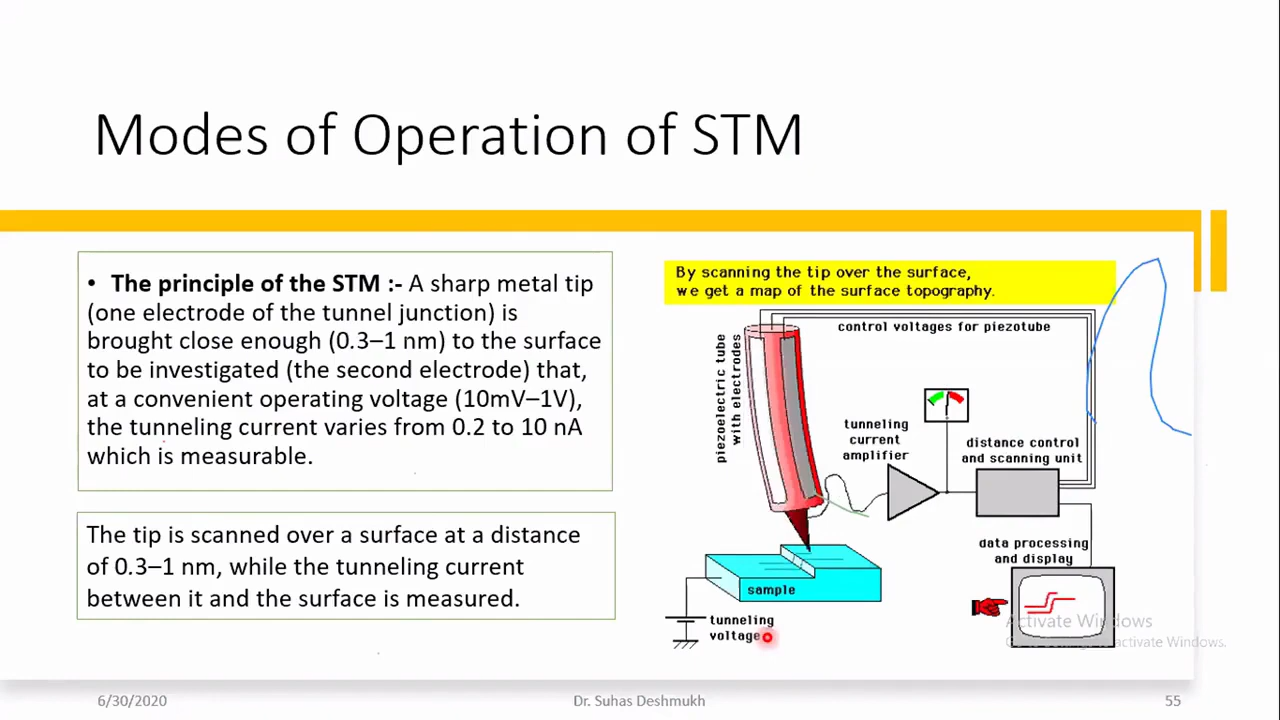 Modes of Operation of STM
• The principle of the STM :- A sharp metal tip
(one electrode of the tunnel junction) is
brought close enough (0.3–1 nm) to the surface
to be investigated (the second electrode) that,
at a convenient operating voltage (10mV–1V),
the tunneling current varies from 0.2 to 10 nA
which is measurable.
The tip is scanned over a surface at a distance
of 0.3–1 nm, while the tunneling current
between it and the surface is measured.
By scanning the tip over the surface,
we get a map of the surface topography.
control voltages for piezotube
piezoelectric tube
with electrodes
tunneling
current
amplifier
distance control
and scanning unit
data processing
and display
sample
tunneling
voltage
Activate Windows
Go to Settings to activate Windows.
6/30/2020
Dr. Suhas Deshmukh
55